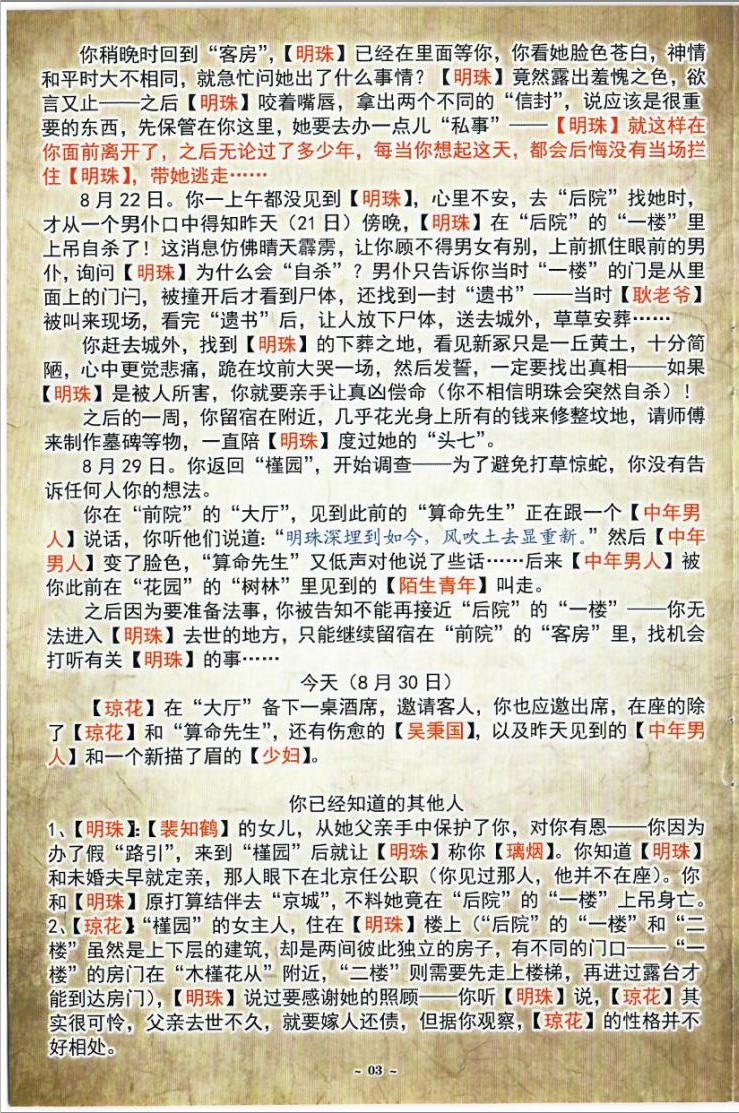 你稍晚时回到“客房”，【明珠】已经在里面等你，你看她脸色苍白，神情
和平时大不相同，就急忙问她出了什么事情？【明珠】竟然露出羞愧之色，欲
言又止——之后【明珠】咬着嘴唇，拿出两个不同的“信封”，说应该是很重
要的东西，先保管在你这里，她要去办一点儿“私事”——【明珠】就这样在
你面前离开了，之后无论过了多少年，每当你想起这天，都会后悔没有当场拦
住【明珠】，带她逃走……
8月22日。你一上午都没见到【明珠】，心里不安，去“后院”找她时，
才从一个男仆口中得知昨天（21日）傍晚，【明珠】在“后院”的“一楼”里
上吊自杀了！这消息仿佛晴天霹雳，让你顾不得男女有别，上前抓住眼前的男
仆，询问【明珠】为什么会“自杀”？男仆只告诉你当时“一楼”的门是从里
面上的门闩，被撞开后才看到尸体，还找到一封“遗书”——当时【耿老爷】
被叫来现场，看完“遗书”后，让人放下尸体，送去城外，草草安葬……
你赶去城外，找到【明珠】的下葬之地，看见新冢只是一丘黄土，十分简
陋，心中更觉悲痛，跪在坟前大哭一场，然后发誓，一定要找出真相——如果
【明珠】是被人所害，你就要亲手让真凶偿命（你不相信明珠会突然自杀）！
之后的一周，你留宿在附近，几乎花光身上所有的钱来修整坟地，请师傅
来制作墓碑等物，一直陪【明珠】度过她的“头七”。
8月29日。你返回“槿园”，开始调查——为了避免打草惊蛇，你没有告
诉任何人你的想法。
你在“前院”的“大厅”，见到此前的“算命先生”正在跟一个【中年男
人】说话，你听他们说道：“明珠深埋到如今，风吹土去显重新。”然后【中年
男人】变了脸色，“算命先生”又低声对他说了些话……后来【中年男人】被
你此前在“花园”的“树林”里见到的【陌生青年】叫走。
之后因为要准备法事，你被告知不能再接近“后院”的“一楼”——你无
法进入【明珠】去世的地方，只能继续留宿在“前院”的“客房”里，找机会
打听有关【明珠】的事……
今天（8月30日）
【琼花】在“大厅”备下一桌酒席，邀请客人，你也应邀出席，在座的除
了【琼花】和“算命先生”，还有伤愈的【吴秉国】，以及昨天见到的【中年男
人】和一个新描了眉的【少妇】。
你已经知道的其他人
1、【明珠】：【裴知鹤】的女儿，从她父亲手中保护了你，对你有恩——你因为
办了假“路引”，来到“槿园”后就让【明珠】称你【璃烟】。你知道【明珠】
和未婚夫早就定亲，那人眼下在北京任公职（你见过那人，他并不在座）。你
和【明珠】原打算结伴去“京城”，不料她竟在“后院”的“一楼”上吊身亡。
2、【琼花】：“槿园”的女主人，住在【明珠】楼上（“后院”的“一楼”和“二
楼”虽然是上下层的建筑，却是两间彼此独立的房子，有不同的门口——“一
楼”的房门在“木槿花从”附近，“二楼”则需要先走上楼梯，再进过露台才
能到达房门），【明珠】说过要感谢她的照顾——你听【明珠】说，【琼花】其
实很可怜，父亲去世不久，就要嫁人还债，但据你观察，【琼花】的性格并不
好相处。
~ 03 ~